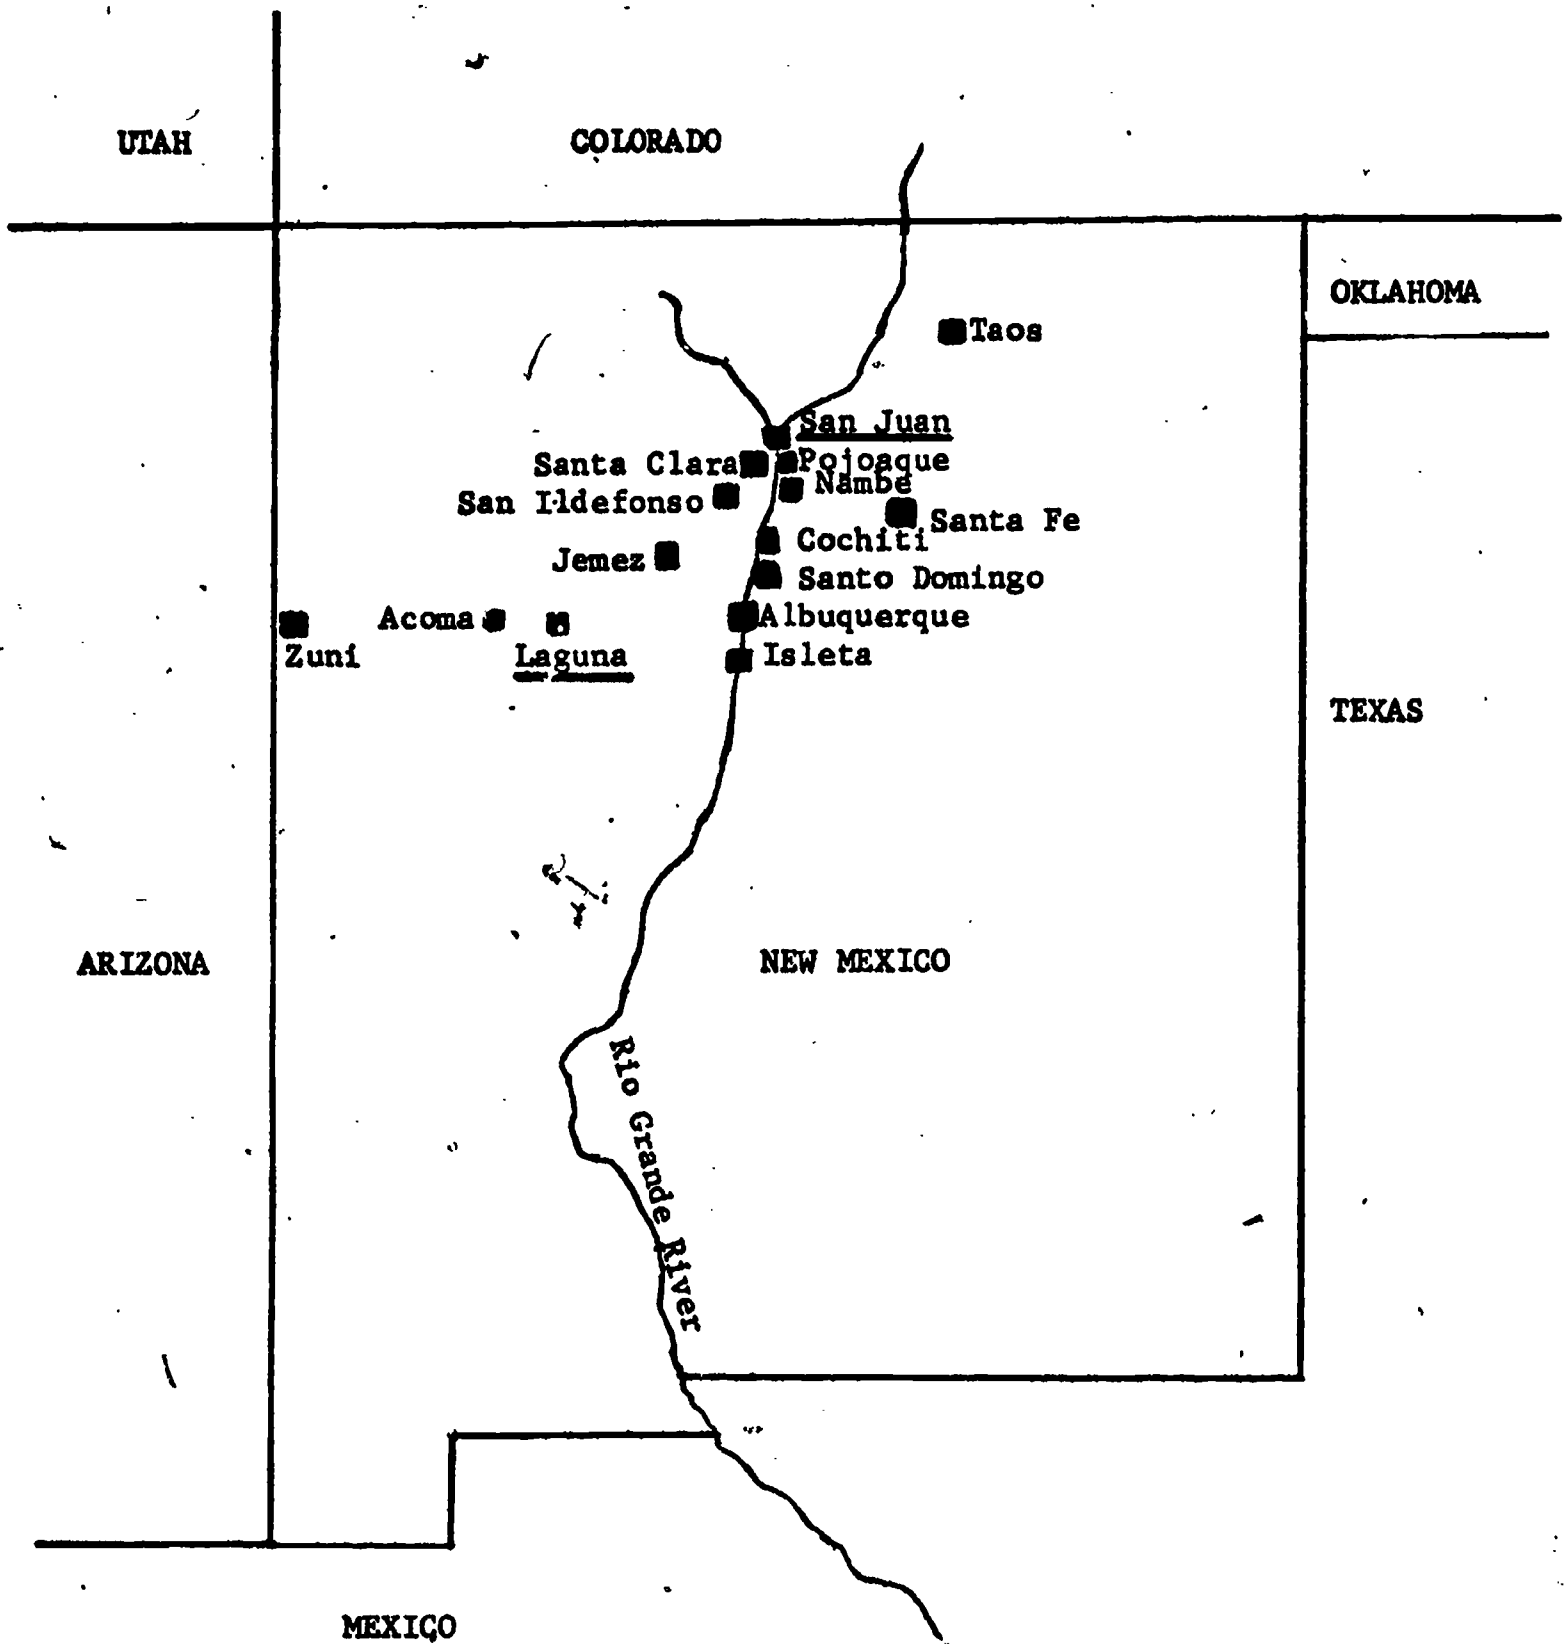 UTAH
COLORADO
OKLAHOMA
Taos
San Juan
Santa Clara
Pojoaque
Nambe
San Ildefonso
Santa Fe
Cochiti
Jemez
Santo Domingo
Acoma
Albuquerque
Zuni
Laguna
Isleta
TEXAS
ARIZONA
NEW MEXICO
Rio Grande River
MEXICO